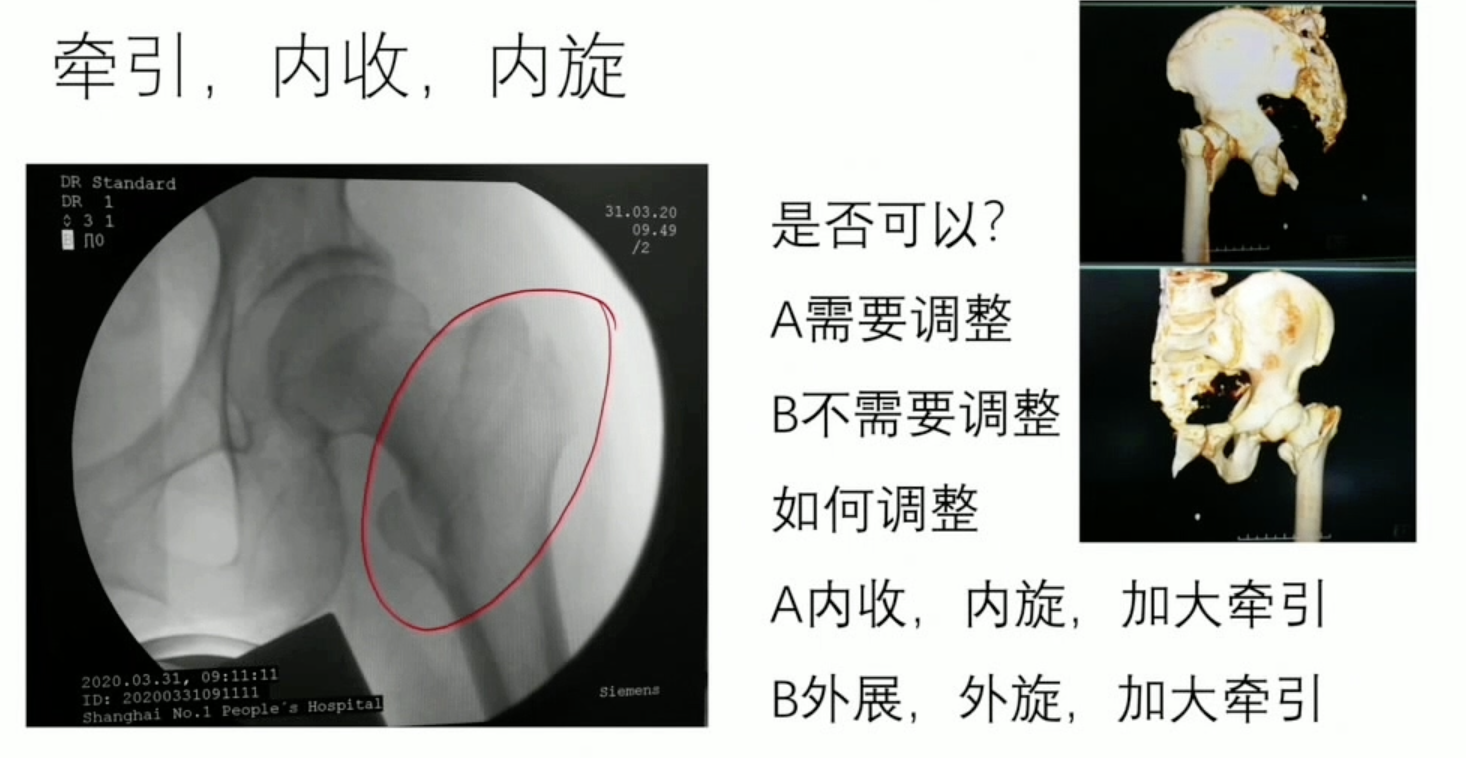 牵引，内收，内旋
DR Standard
DR 1
3 1
31.03.20
09.49
/2
2020.03.31, 09:11:11
ID: 20200331091111
Shanghai No.1 People's Hospital
Siemens
是否可以？
A需要调整
B不需要调整
如何调整
A内收，内旋，加大牵引
B外展，外旋，加大牵引